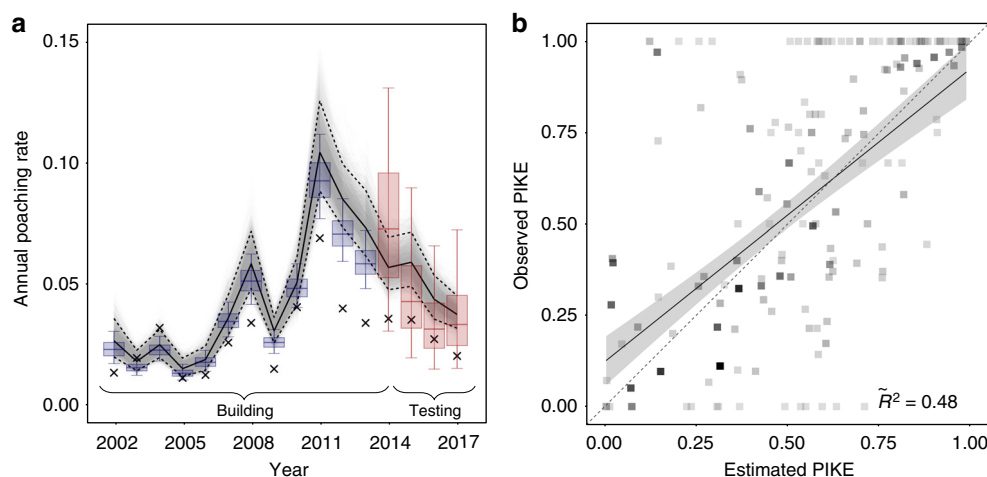 a
Annual poaching rate
0.15
0.10
0.05
0.00
Building
Testing
2002 2005 2008 2011 2014 2017
Year
b
Observed PIKE
1.00
0.75
0.50
0.25
0.00
R̃² = 0.48
0.00 0.25 0.50 0.75 1.00
Estimated PIKE